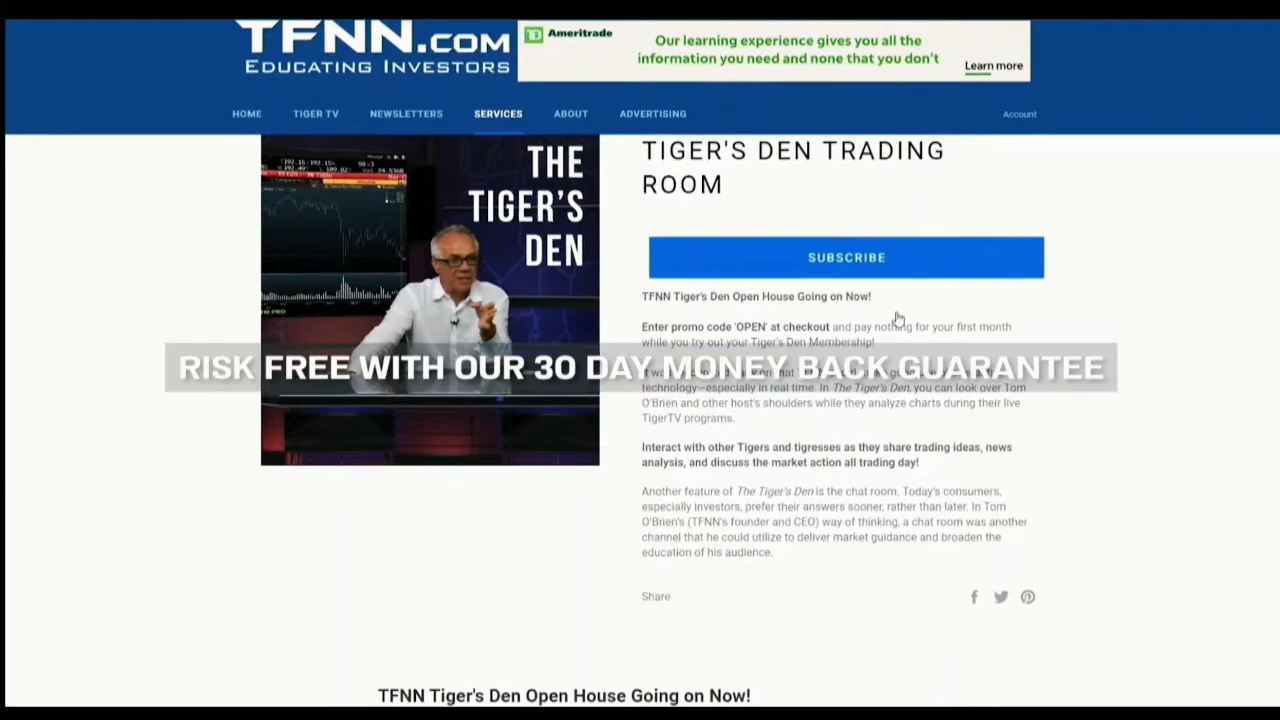 TFNN.COM
EDUCATING INVESTORS
TD Ameritrade
Our learning experience gives you all the
information you need and none that you don't
Learn more
HOME
TIGER TV
NEWSLETTERS
SERVICES
ABOUT
ADVERTISING
Account
THE
TIGER'S
DEN
TIGER'S DEN TRADING
ROOM
SUBSCRIBE
TFNN Tiger's Den Open House Going on Now!
Enter promo code 'OPEN' at checkout and pay nothing for your first month
while you try out your Tiger's Den Membership!
RISK FREE WITH OUR 30 DAY MONEY BACK GUARANTEE
technology—especially in real time. In The Tiger's Den, you can look over Tom
O'Brien and other host's shoulders while they analyze charts during their live
TigerTV programs.
Interact with other Tigers and tigresses as they share trading ideas, news
analysis, and discuss the market action all trading day!
Another feature of The Tiger's Den is the chat room. Today's consumers,
especially investors, prefer their answers sooner, rather than later. In Tom
O'Brien's (TFNN's founder and CEO) way of thinking, a chat room was another
channel that he could utilize to deliver market guidance and broaden the
education of his audience.
Share
TFNN Tiger's Den Open House Going on Now!